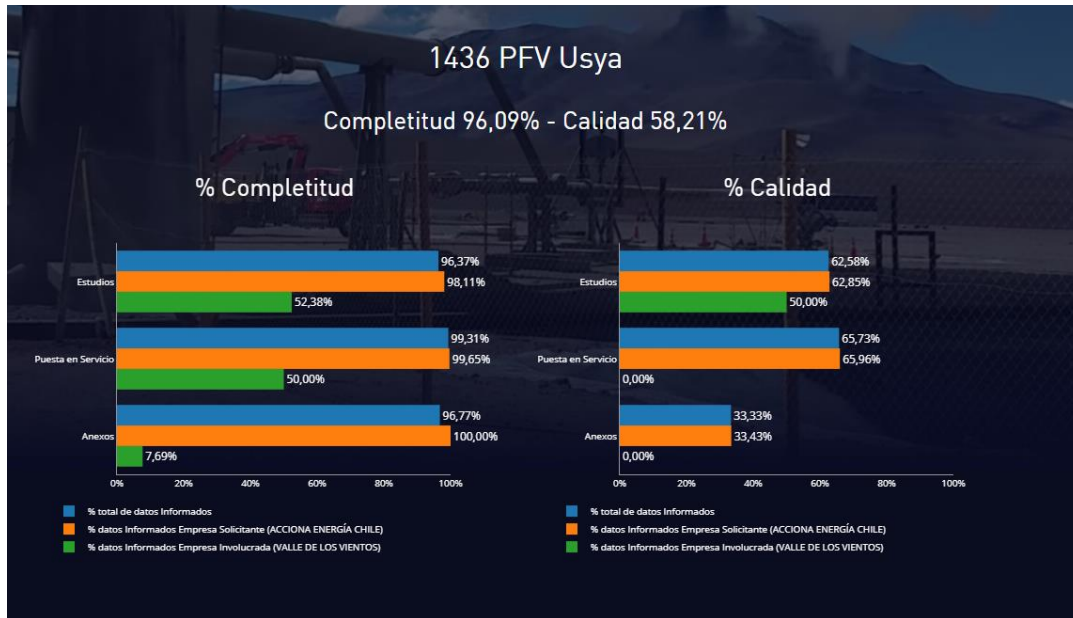 1436 PFV Usya
Completitud 96,09% - Calidad 58,21%
% Completitud
Estudios
96,37%
98,11%
52,38%
Puesta en Servicio
99,31%
99,65%
50,00%
Anexos
96,77%
100,00%
7,69%
0% 20% 40% 60% 80% 100%
% total de datos Informados
% datos Informados Empresa Solicitante (ACCIONA ENERGÍA CHILE)
% datos Informados Empresa Involucrada (VALLE DE LOS VIENTOS)
% Calidad
Estudios
62,58%
62,85%
50,00%
Puesta en Servicio
65,73%
65,96%
0,00%
Anexos
33,33%
33,43%
0,00%
0% 20% 40% 60% 80% 100%
% total de datos Informados
% datos Informados Empresa Solicitante (ACCIONA ENERGÍA CHILE)
% datos Informados Empresa Involucrada (VALLE DE LOS VIENTOS)